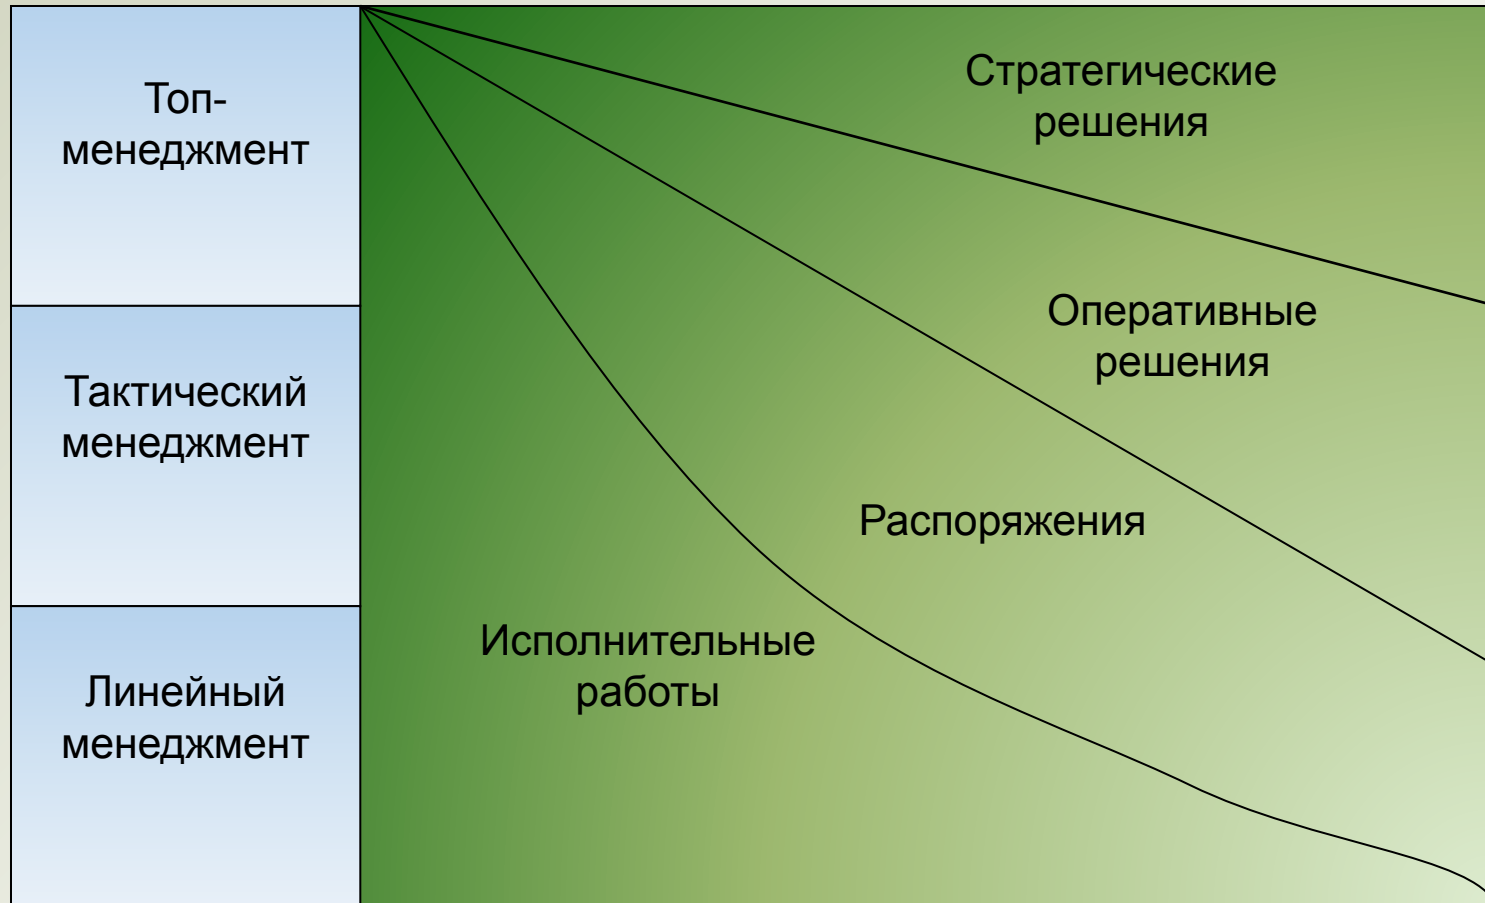 Топ-
менеджмент
Стратегические
решения
Оперативные
решения
Тактический
менеджмент
Распоряжения
Исполнительные
работы
Линейный
менеджмент